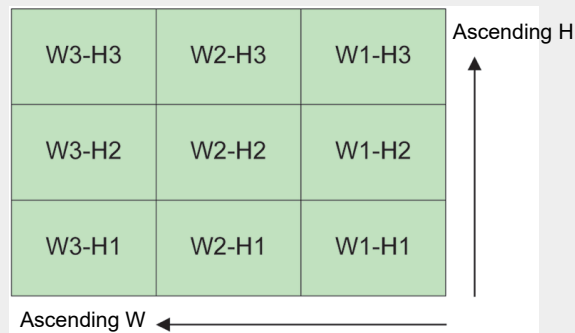 Ascending H
W3-H3 W2-H3 W1-H3
W3-H2 W2-H2 W1-H2
W3-H1 W2-H1 W1-H1
Ascending W